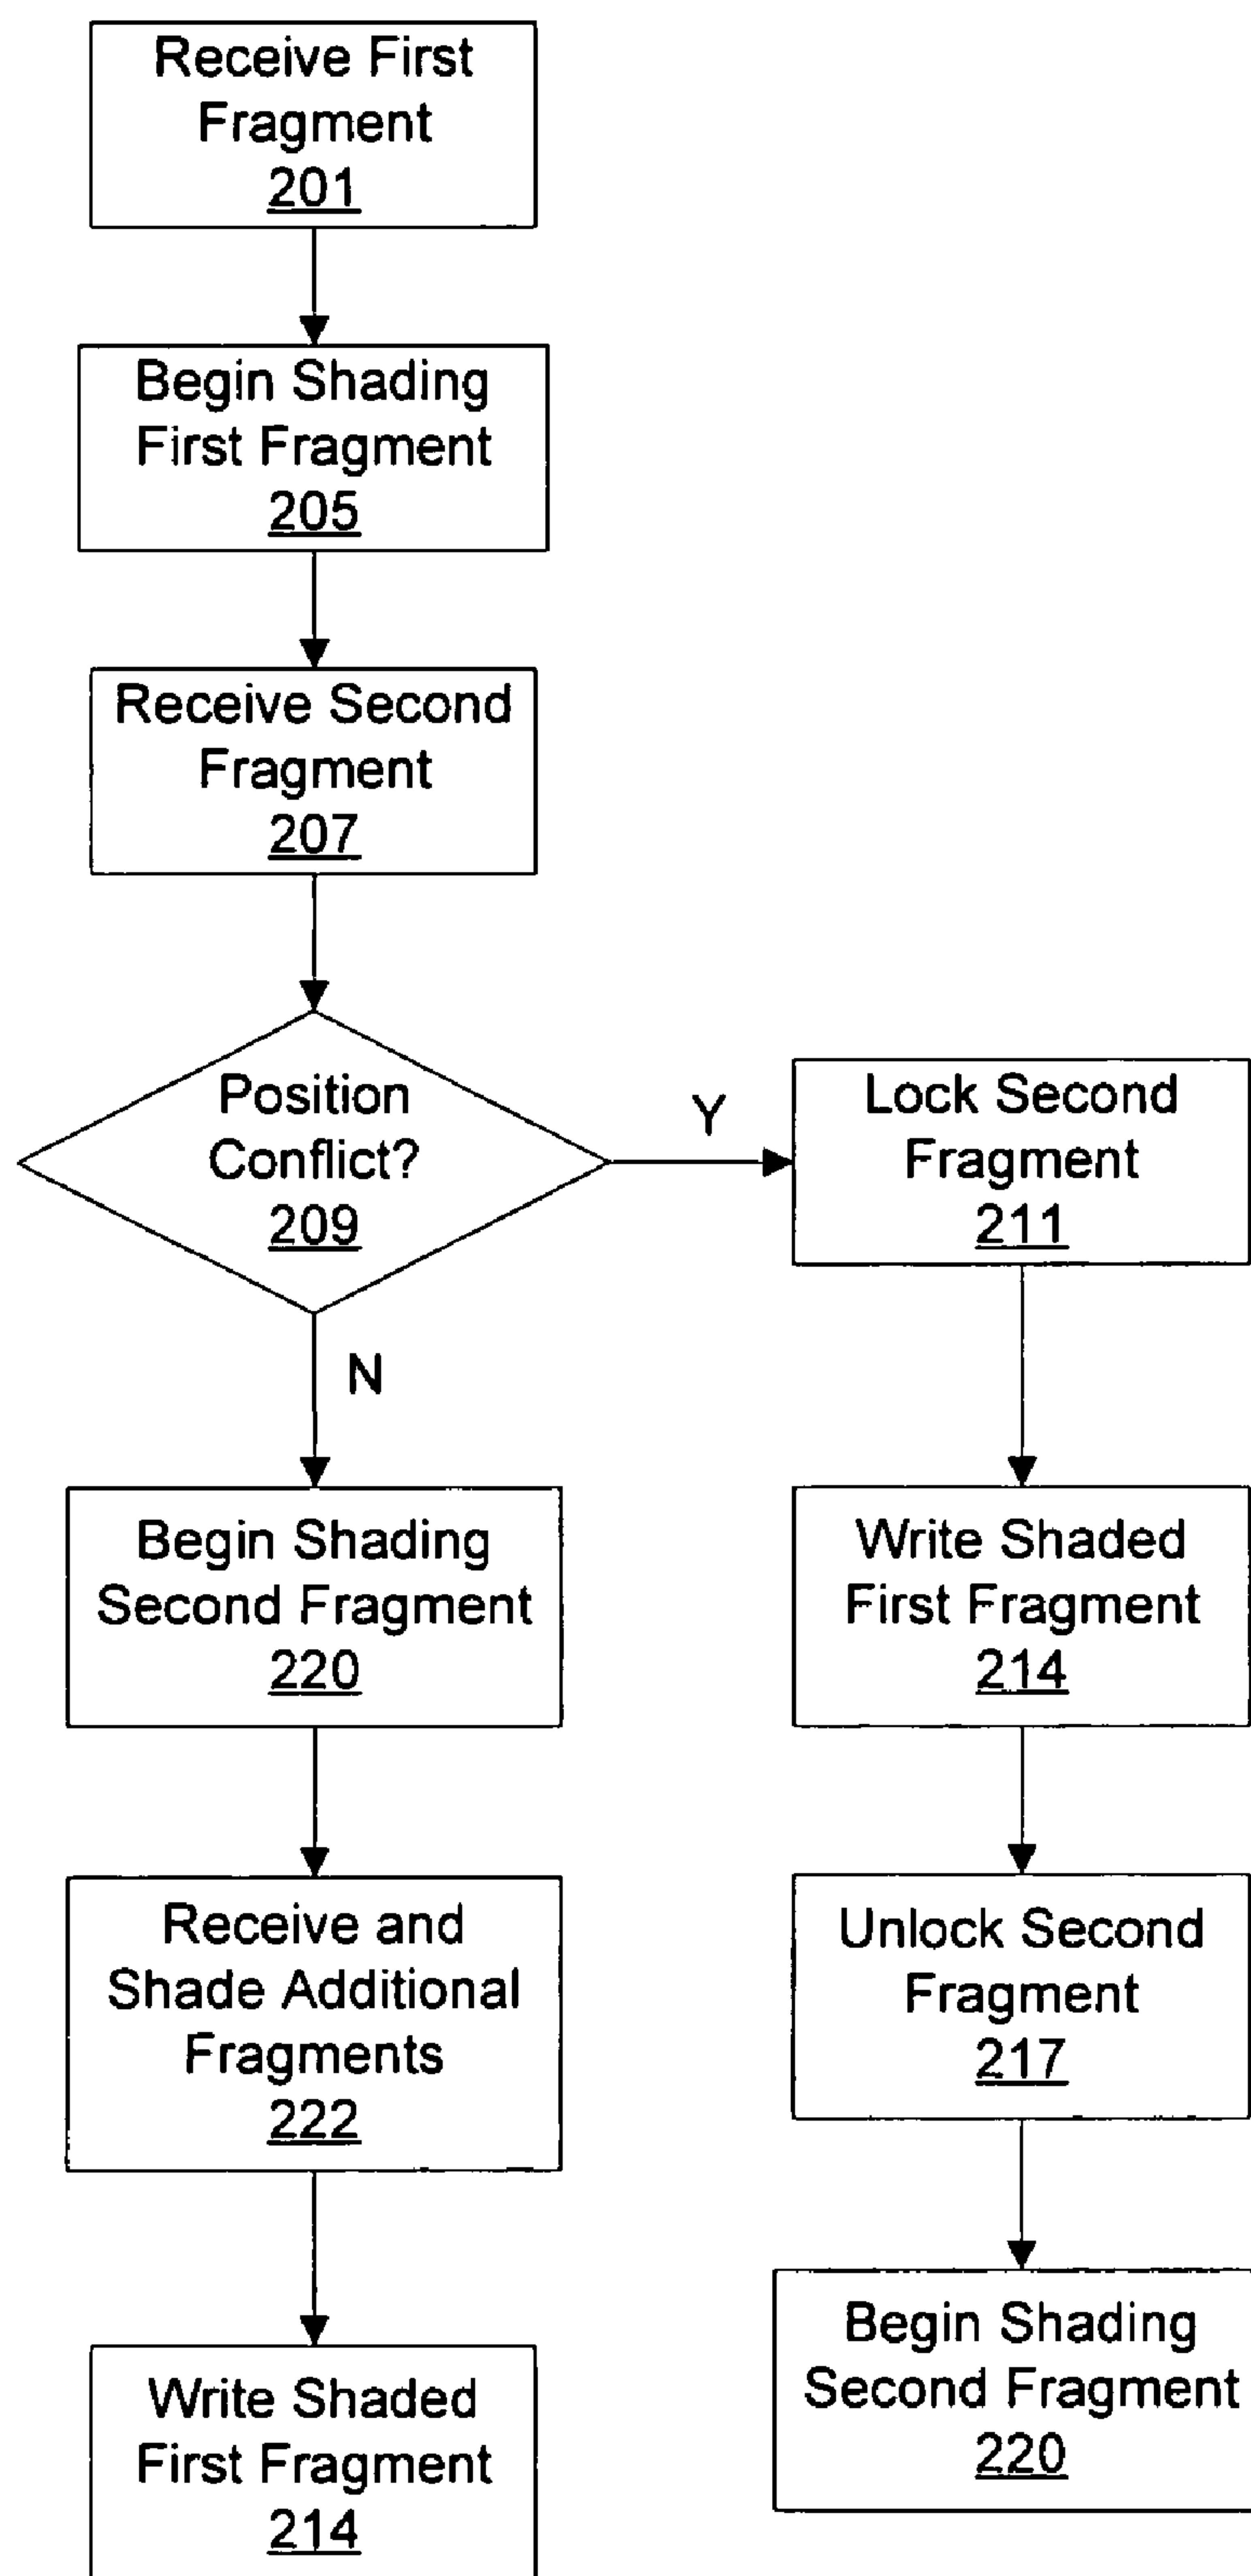 Receive First
Fragment
201
Begin Shading
First Fragment
205
Receive Second
Fragment
207
Position
Conflict?
209
Y
Lock Second
Fragment
211
N
Begin Shading
Second Fragment
220
Write Shaded
First Fragment
214
Receive and
Shade Additional
Fragments
222
Unlock Second
Fragment
217
Write Shaded
First Fragment
214
Begin Shading
Second Fragment
220